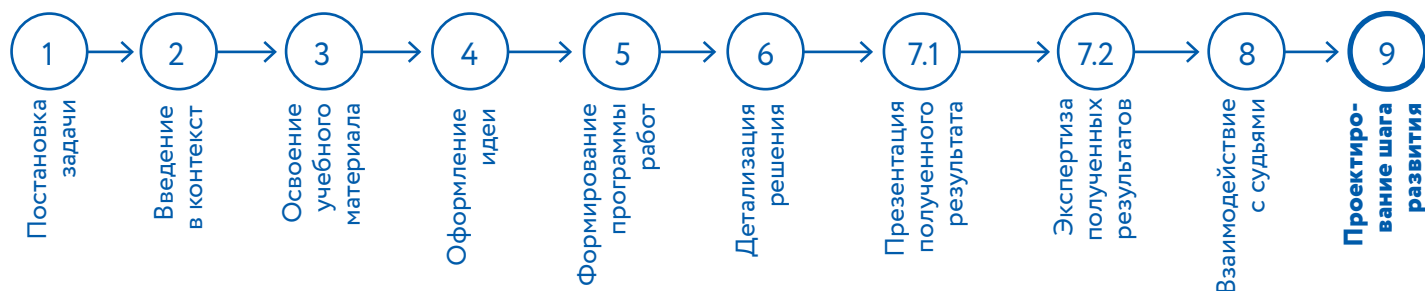 1
Постановка
задачи
2
Введение
в контекст
3
Освоение
учебного
материала
4
Оформление
идеи
5
Формирование
программы
работ
6
Детализация
решения
7.1
Презентация
полученного
результата
7.2
Экспертиза
полученных
результатов
8
Взаимодействие
с судьями
9
Проектиро-
вание шага
развития